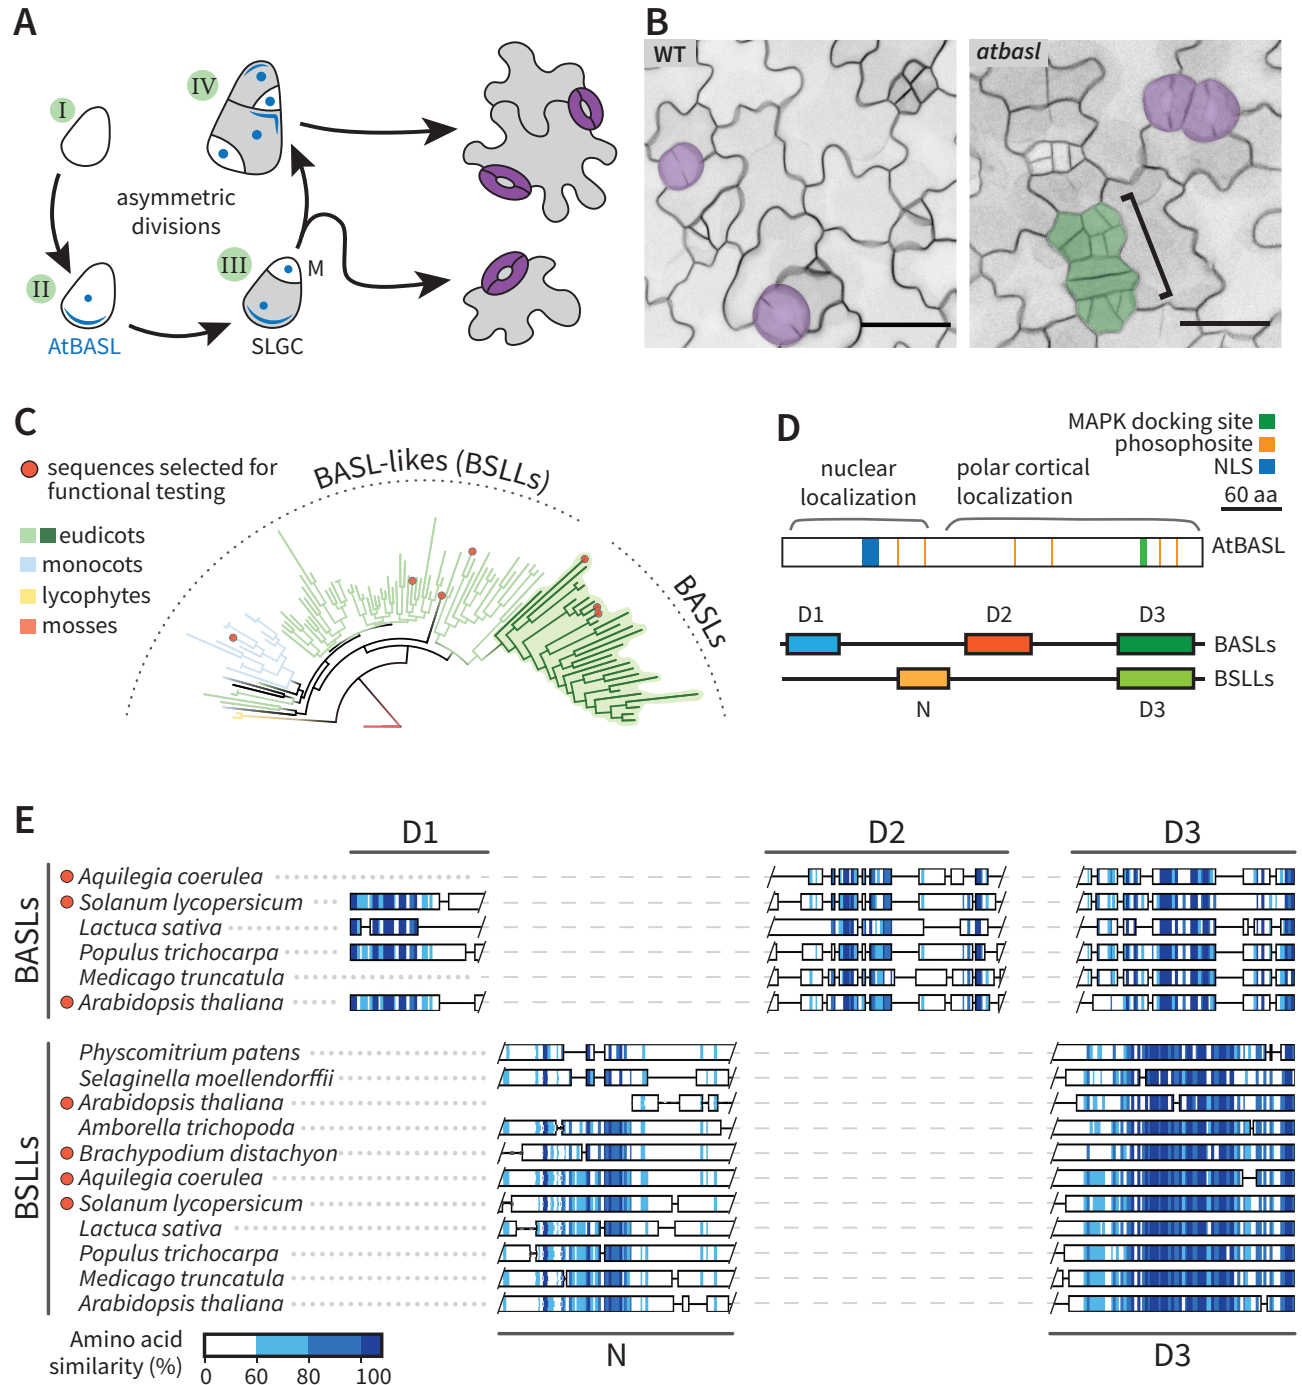 A
I
II
III
IV
asymmetric
divisions
M
AtBASL
SLGC
B
WT
atbasl
C
sequences selected for
functional testing
eudicots
monocots
lycophytes
mosses
BASL-likes (BSLLs)
BASLs
D
MAPK docking site
phosophosite
NLS
60 aa
nuclear
localization
polar cortical
localization
AtBASL
D1
D2
D3
BASLs
BSLLs
N
D3
E
D1
D2
D3
BASLs
Aquilegia coerulea
Solanum lycopersicum
Lactuca sativa
Populus trichocarpa
Medicago truncatula
Arabidopsis thaliana
BSLLs
Physcomitrium patens
Selaginella moellendorffii
Arabidopsis thaliana
Amborella trichopoda
Brachypodium distachyon
Aquilegia coerulea
Solanum lycopersicum
Lactuca sativa
Populus trichocarpa
Medicago truncatula
Arabidopsis thaliana
N
D3
Amino acid
similarity (%)
0 60 80 100